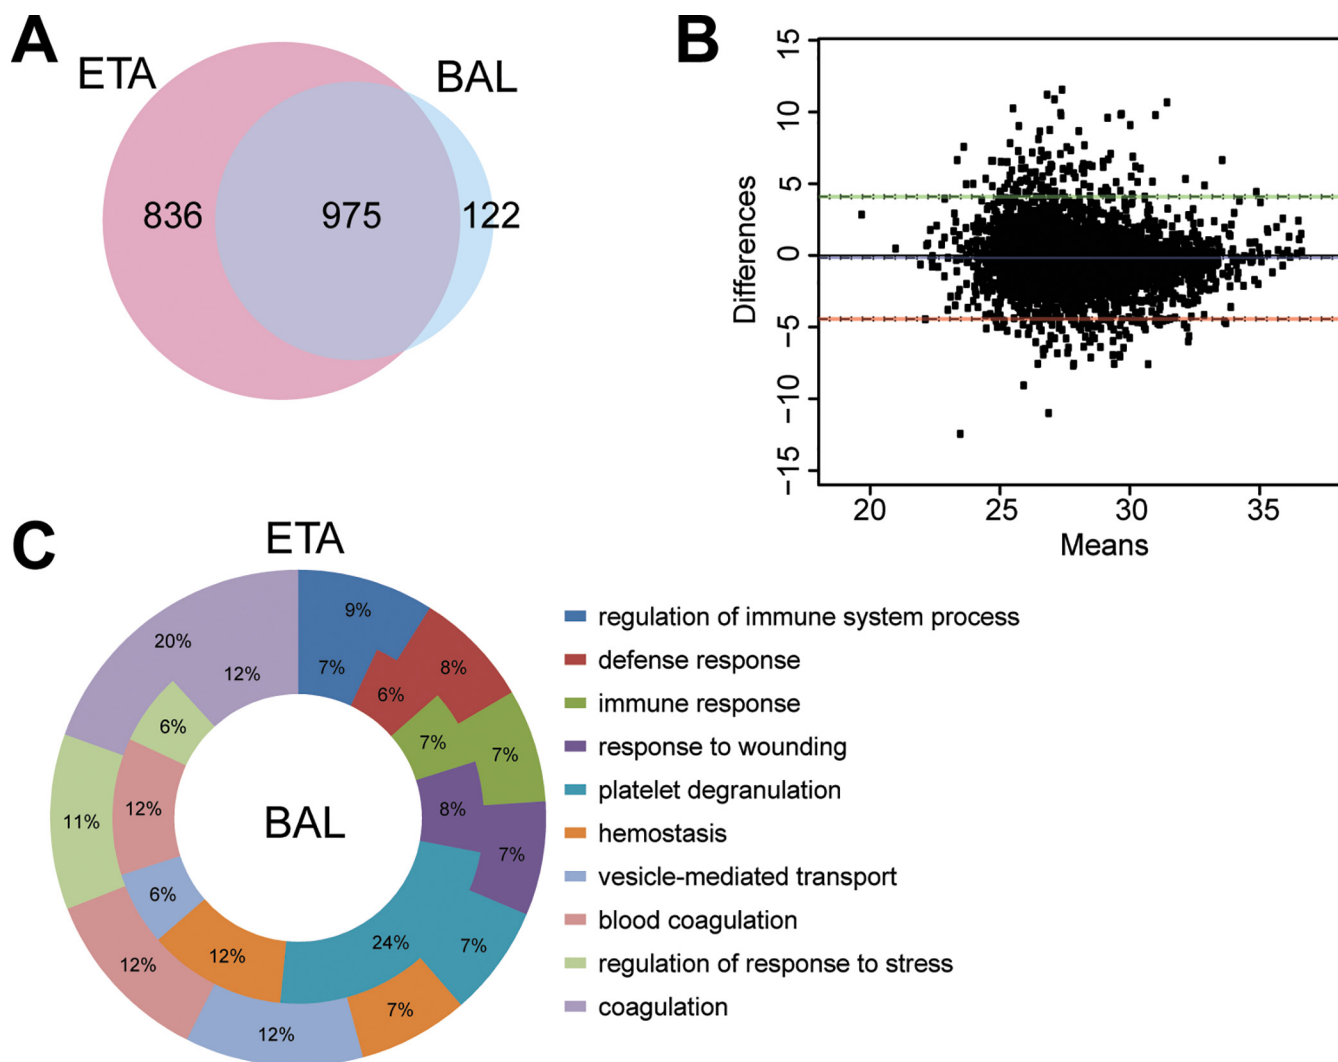 A
ETA
BAL
836
975
122
B
15
10
5
0
−5
−10
−15
Differences
20
25
30
35
Means
C
ETA
9%
8%
7%
7%
7%
7%
12%
12%
11%
20%
7%
6%
7%
8%
24%
12%
6%
12%
6%
12%
BAL
regulation of immune system process
defense response
immune response
response to wounding
platelet degranulation
hemostasis
vesicle-mediated transport
blood coagulation
regulation of response to stress
coagulation